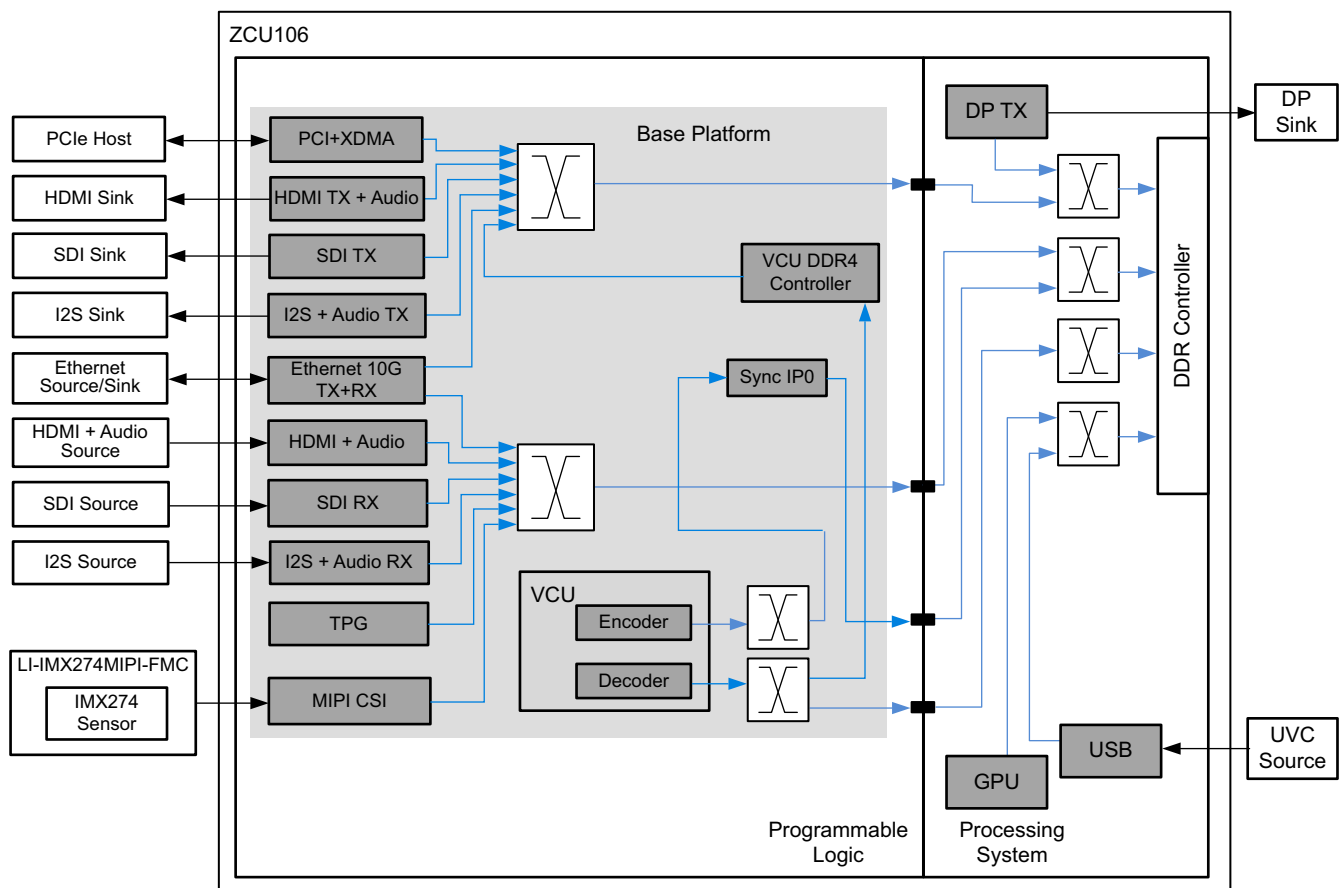 ZCU106
PCIe Host
HDMI Sink
SDI Sink
I2S Sink
Ethernet
Source/Sink
HDMI + Audio
Source
SDI Source
I2S Source
LI-IMX274MIPI-FMC
IMX274
Sensor
Base Platform
PCI+XDMA
HDMI TX + Audio
SDI TX
I2S + Audio TX
Ethernet 10G
TX+RX
HDMI + Audio
SDI RX
I2S + Audio RX
TPG
MIPI CSI
VCU DDR4
Controller
Sync IP0
VCU
Encoder
Decoder
Programmable
Logic
DP TX
DDR Controller
USB
GPU
Processing
System
DP
Sink
UVC
Source